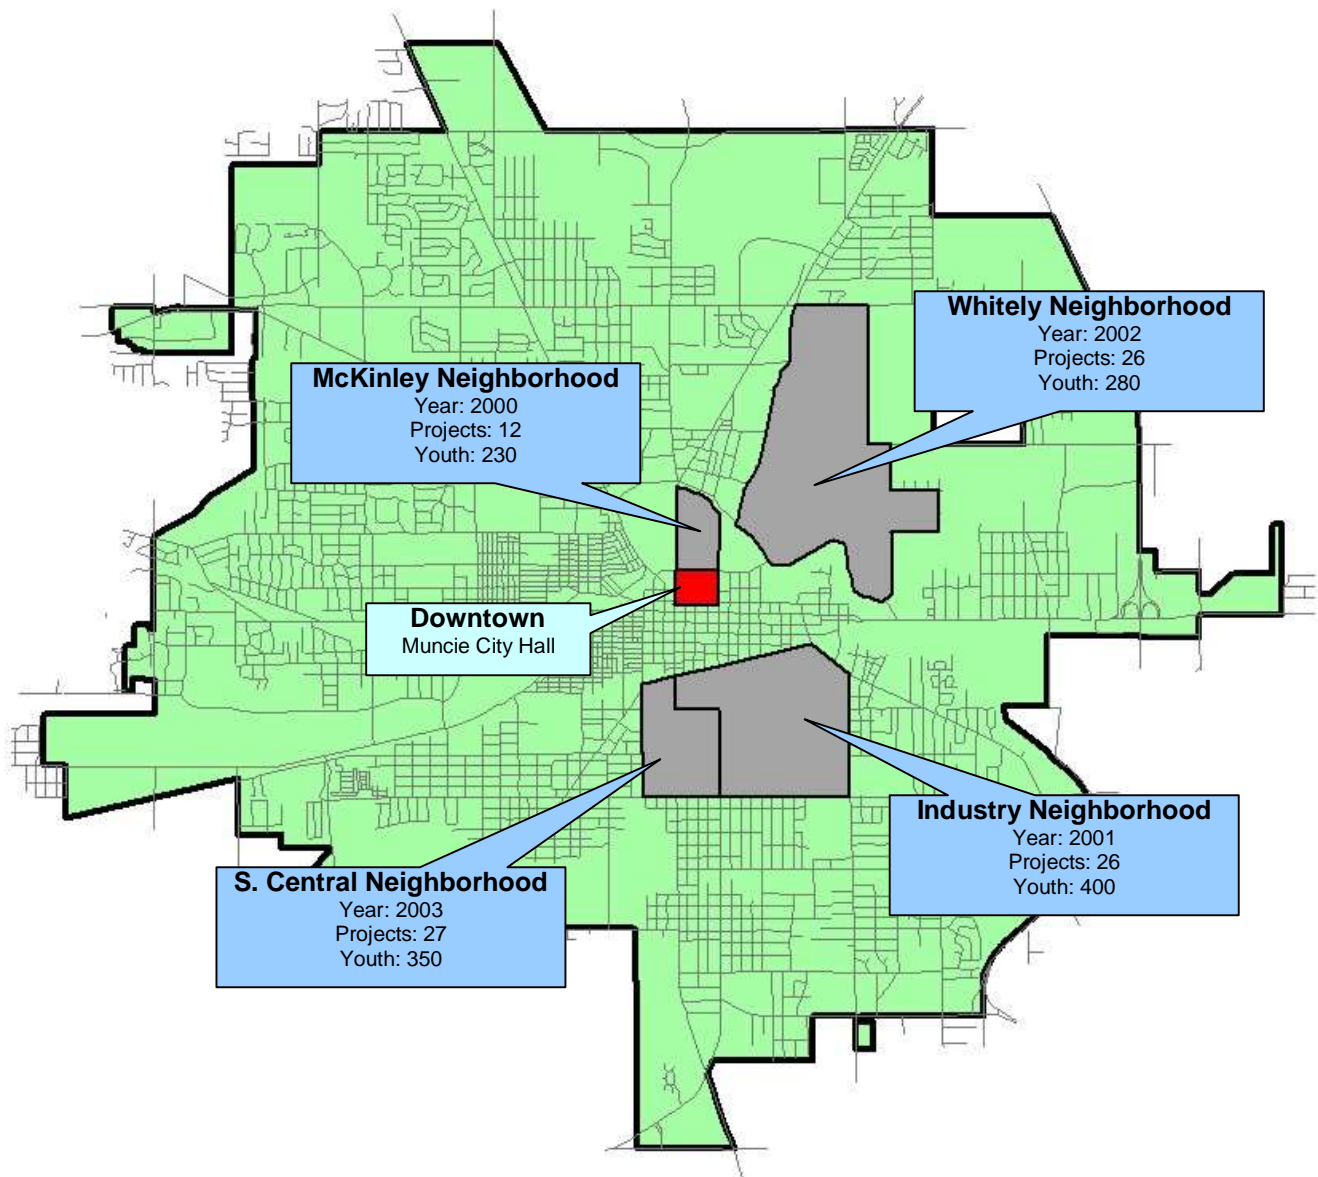 Whitely Neighborhood
Year: 2002
Projects: 26
Youth: 280
McKinley Neighborhood
Year: 2000
Projects: 12
Youth: 230
Downtown
Muncie City Hall
Industry Neighborhood
Year: 2001
Projects: 26
Youth: 400
S. Central Neighborhood
Year: 2003
Projects: 27
Youth: 350